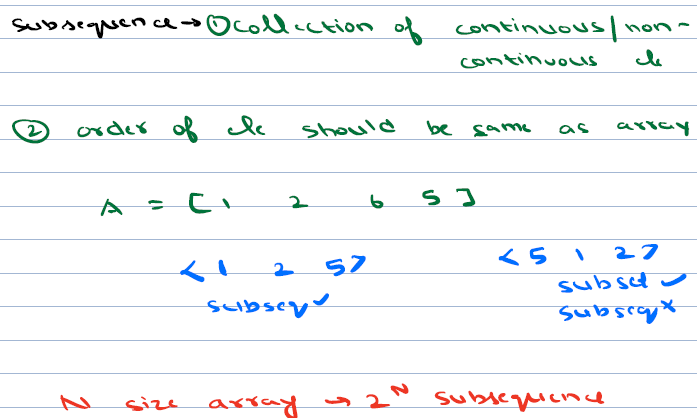 subsequence → ① collection of continuous/non-
continuous ele
② order of ele should be same as array
A = [ 1 2 6 5 ]
< 1 2 5 > < 5 1 2 >
subseq ✓ subset ✓
subseq ×
N size array → 2^N subsequence